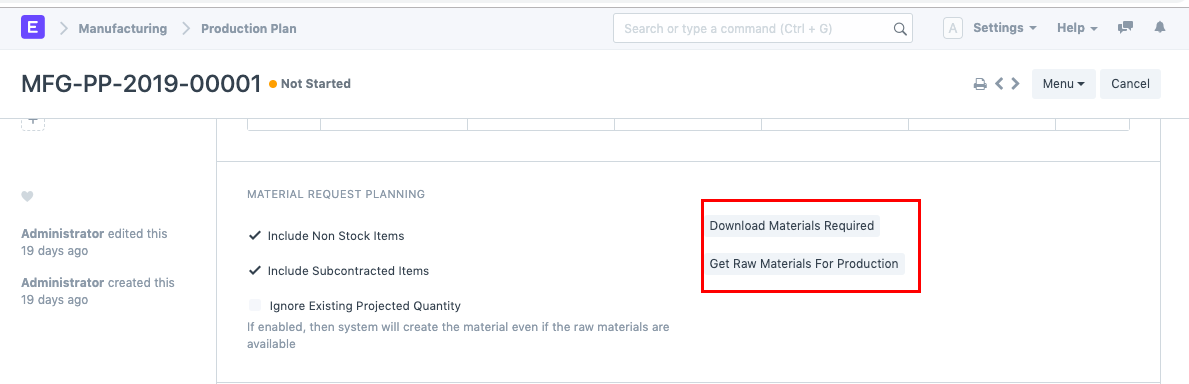 E
Manufacturing
Production Plan
Search or type a command (Ctrl + G)
A
Settings
Help
MFG-PP-2019-00001
Not Started
Menu
Cancel
MATERIAL REQUEST PLANNING
Include Non Stock Items
Include Subcontracted Items
Ignore Existing Projected Quantity
If enabled, then system will create the material even if the raw materials are
available
Download Materials Required
Get Raw Materials For Production
Administrator edited this
19 days ago
Administrator created this
19 days ago